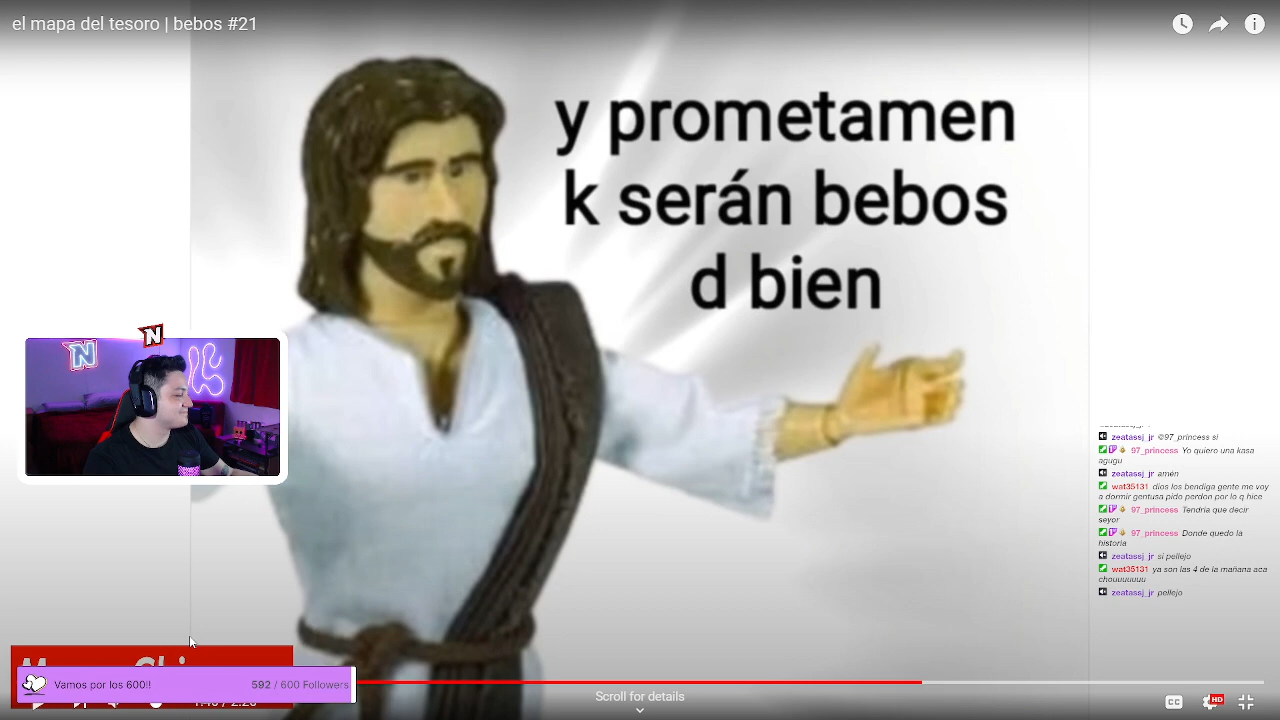 el mapa del tesoro | bebos #21
y prometamen
k serán bebos
d bien
N
N
zeatassj_jr @97_princess si
97_princess Yo quiero una kasa
agugu
zeatassj_jr amén
wat35131 dios los bendiga gente me voy
a dormir gentusa pido perdon por lo q hice
97_princess Tendria que decir
seyor
97_princess Donde quedo la
historia
zeatassj_jr si pellejo
wat35131 ya son las 4 de la mañana aca
chouuuuuu
zeatassj_jr pellejo
Vamos por los 600!! 592 / 600 Followers
Scroll for details
CC
HD